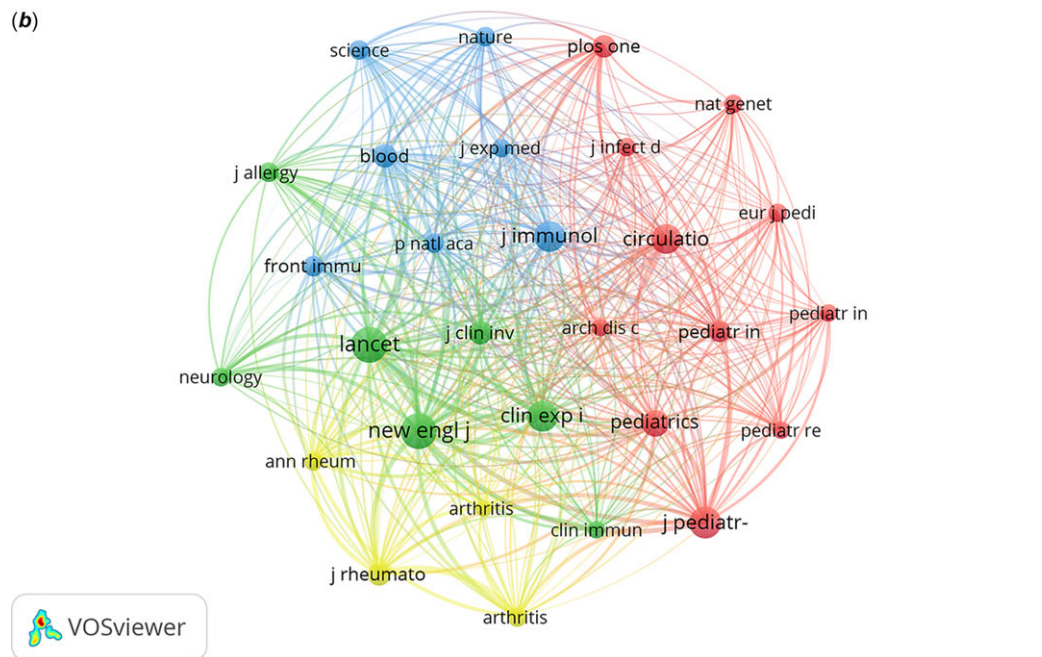 (b)
nature
plos one
science
nat genet
j exp med
j infect d
blood
j allergy
eur j pedi
j immunol
circulatio
p natl aca
front immu
pediatr in
arch dis c
pediatr in
j clin inv
lancet
neurology
clin exp i
pediatrics
new engl j
pediatr re
ann rheum
arthritis
j pediatr-
clin immun
j rheumato
arthritis
VOSviewer